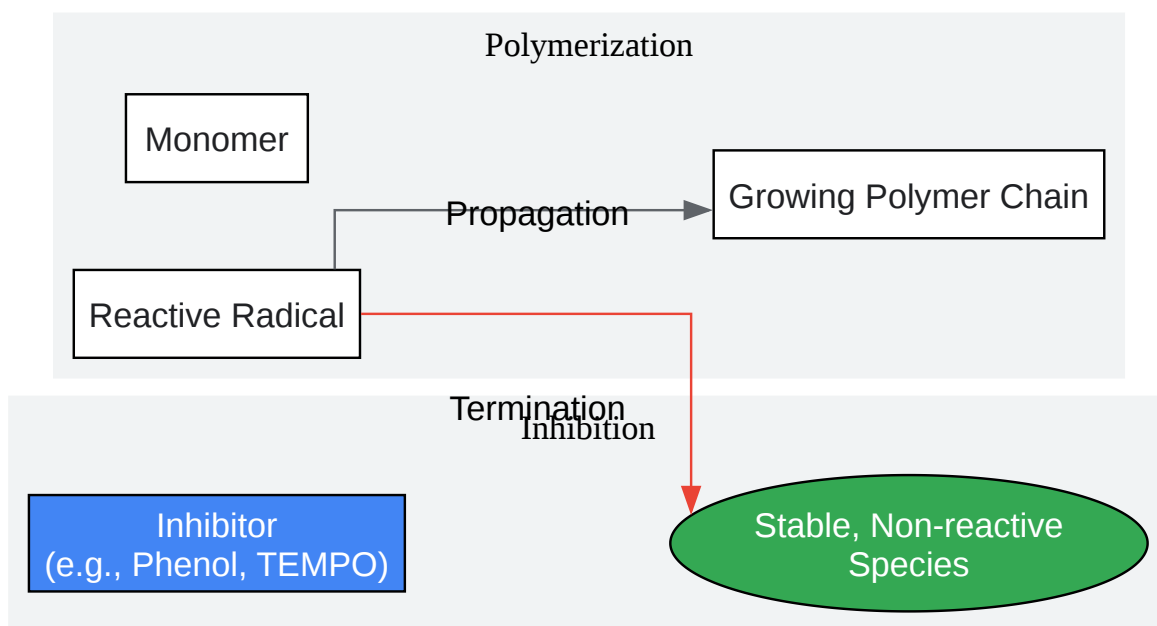 Polymerization
Monomer
Growing Polymer Chain
Propagation
Reactive Radical
Termination
Inhibition
Inhibitor
(e.g., Phenol, TEMPO)
Stable, Non-reactive
Species